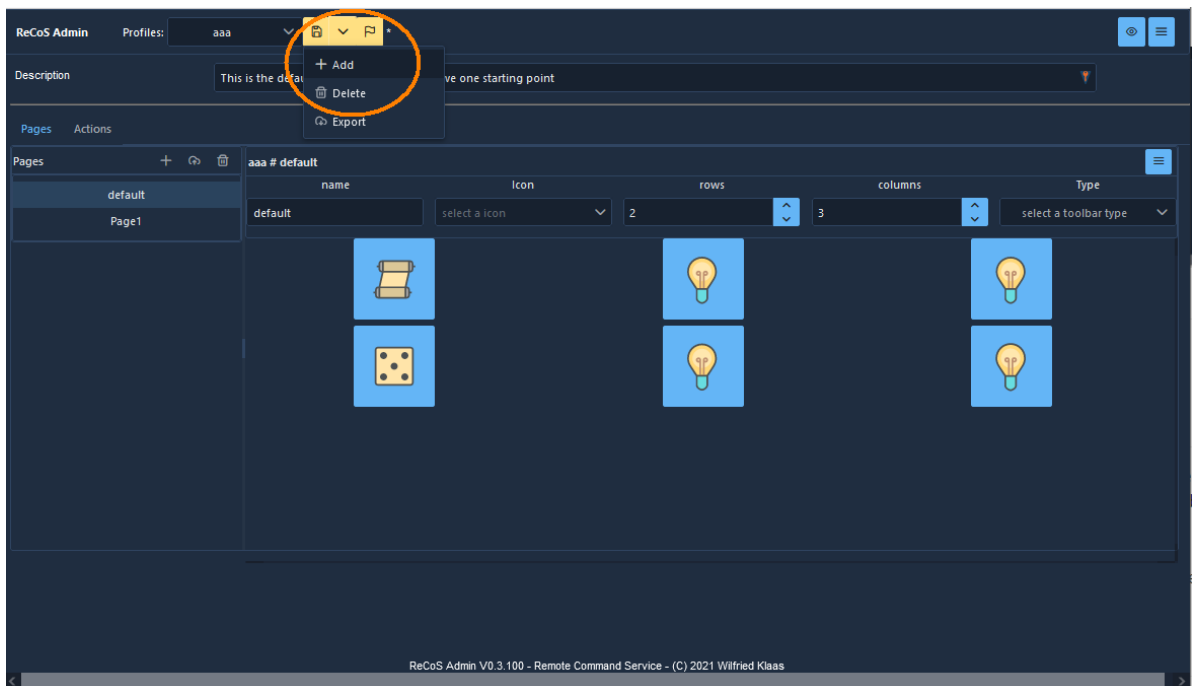 ReCoS Admin Profiles: aaa *
+ Add
Description This is the defau ve one starting point
Delete
Export
Pages Actions
Pages aaa # default
name Icon rows columns Type
default
default select a icon 2 3 select a toolbar type
Page1
ReCoS Admin V0.3.100 - Remote Command Service - (C) 2021 Wilfried Klaas